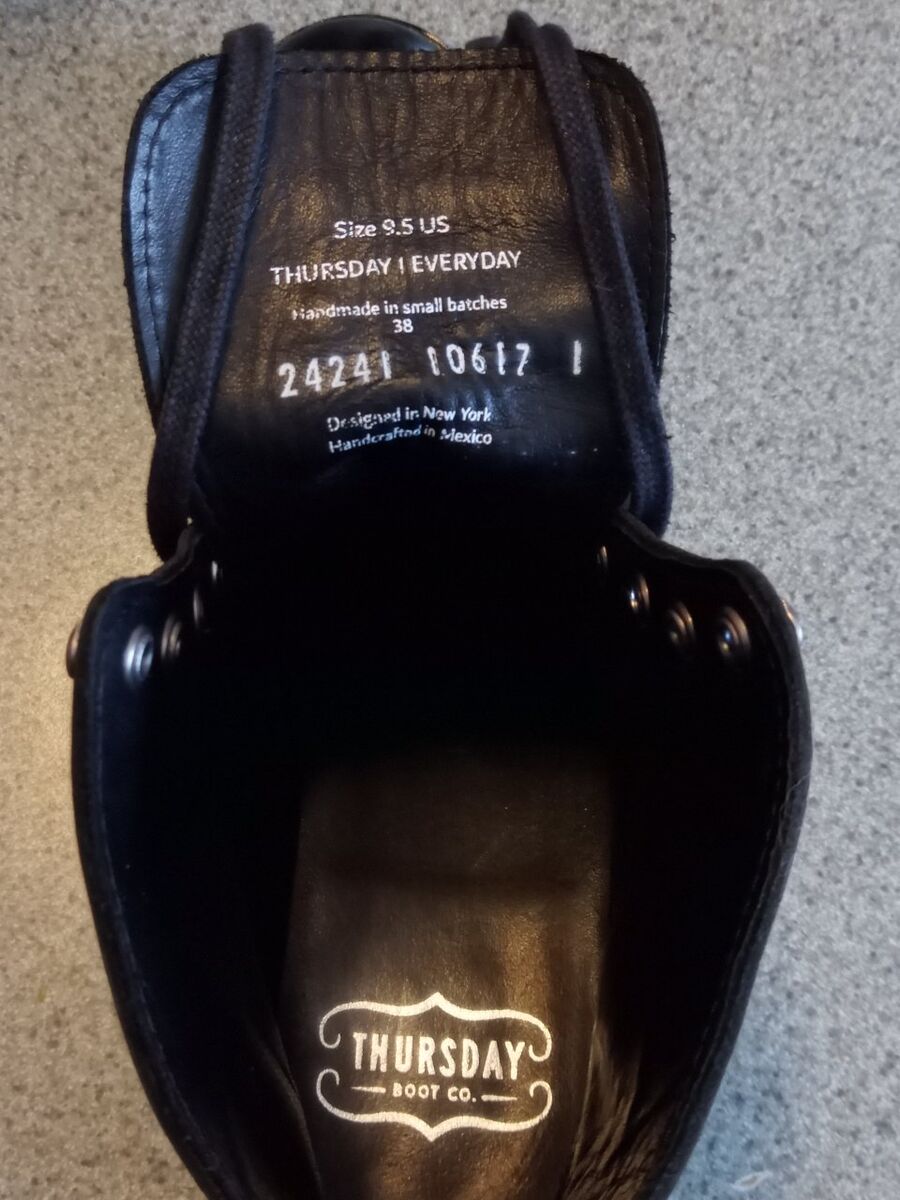 Size 9.5 US
THURSDAY | EVERYDAY
Handmade in small batches
38
24241 10617 1
Designed in New York
Handcrafted in Mexico
THURSDAY
BOOT CO.